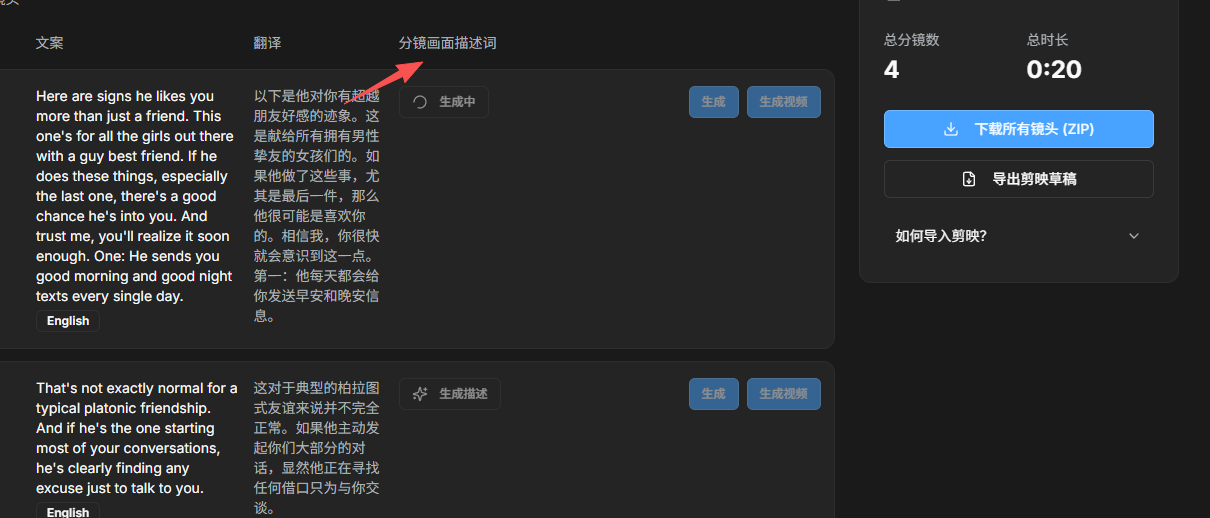 文案
翻译
分镜画面描述词
Here are signs he likes you
more than just a friend. This
one's for all the girls out there
with a guy best friend. If he
does these things, especially
the last one, there's a good
chance he's into you. And
trust me, you'll realize it soon
enough. One: He sends you
good morning and good night
texts every single day.
English
以下是他对你有超越
朋友好感的迹象。这
是献给所有拥有男性
挚友的女孩们的。如
果他做了这些事，尤
其是最后一件，那么
他很可能是喜欢你
的。相信我，你很快
就会意识到这一点。
第一：他每天都会给
你发送早安和晚安信
息。
生成中
生成
生成视频
That's not exactly normal for a
typical platonic friendship.
And if he's the one starting
most of your conversations,
he's clearly finding any
excuse just to talk to you.
English
这对于典型的柏拉图
式友谊来说并不完全
正常。如果他主动发
起你们大部分的对
话，显然他正在寻找
任何借口只为与你交
谈。
生成描述
生成
生成视频
总分镜数
总时长
4
0:20
下载所有镜头 (ZIP)
导出剪映草稿
如何导入剪映？